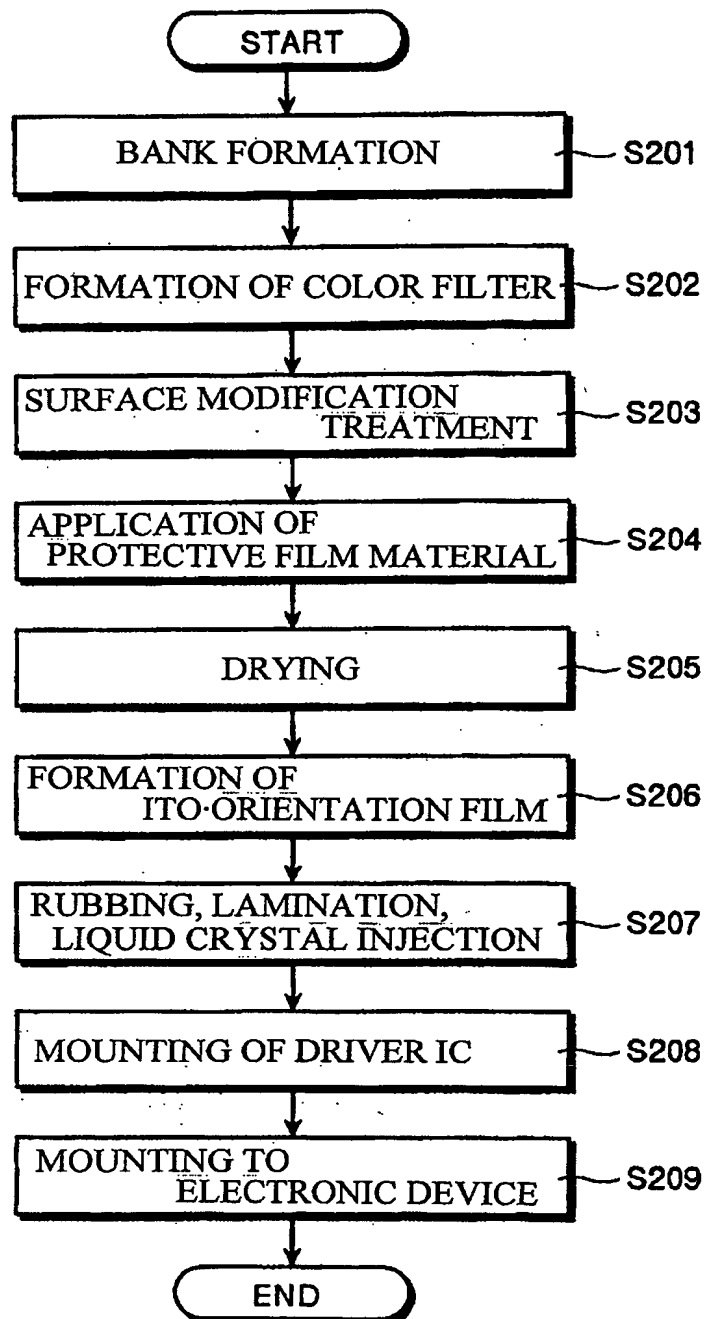 START
BANK FORMATION
S201
FORMATION OF COLOR FILTER
S202
SURFACE MODIFICATION
TREATMENT
S203
APPLICATION OF
PROTECTIVE FILM MATERIAL
S204
DRYING
S205
FORMATION OF
ITO·ORIENTATION FILM
S206
RUBBING, LAMINATION,
LIQUID CRYSTAL INJECTION
S207
MOUNTING OF DRIVER IC
S208
MOUNTING TO
ELECTRONIC DEVICE
S209
END